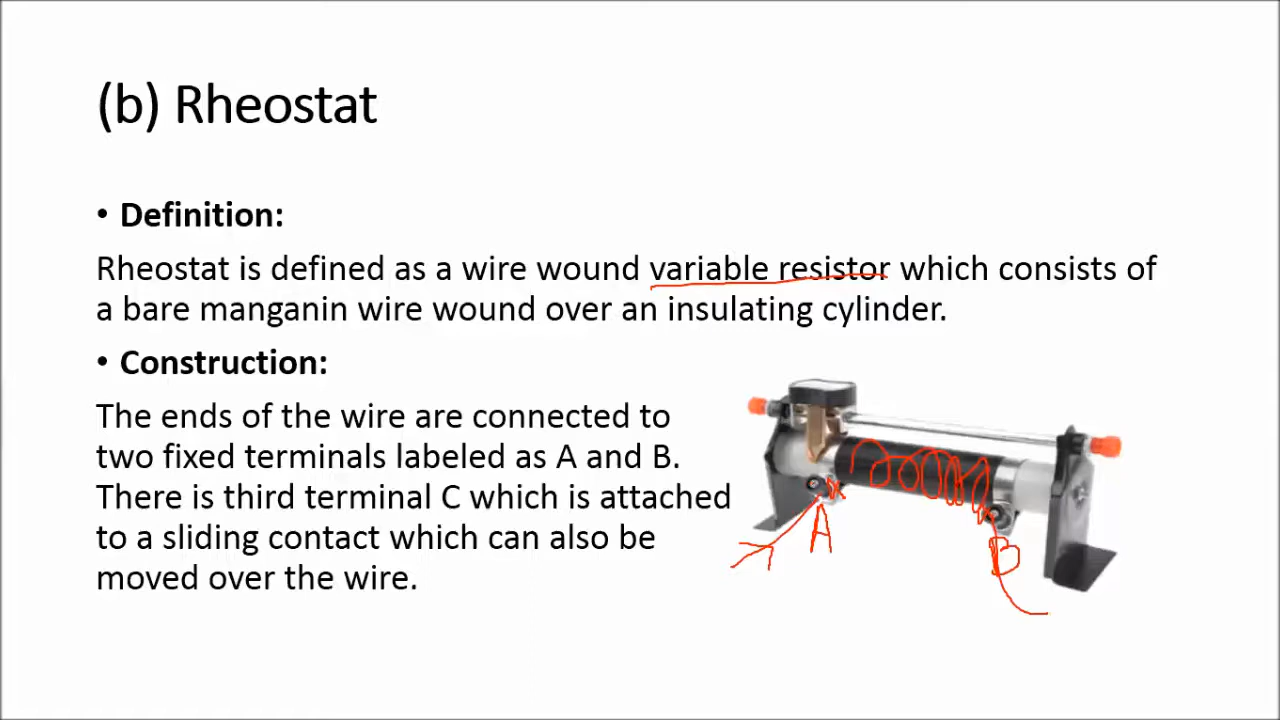 (b) Rheostat
• Definition:
Rheostat is defined as a wire wound variable resistor which consists of
a bare manganin wire wound over an insulating cylinder.
• Construction:
The ends of the wire are connected to
two fixed terminals labeled as A and B.
There is third terminal C which is attached
to a sliding contact which can also be
moved over the wire.
A
B